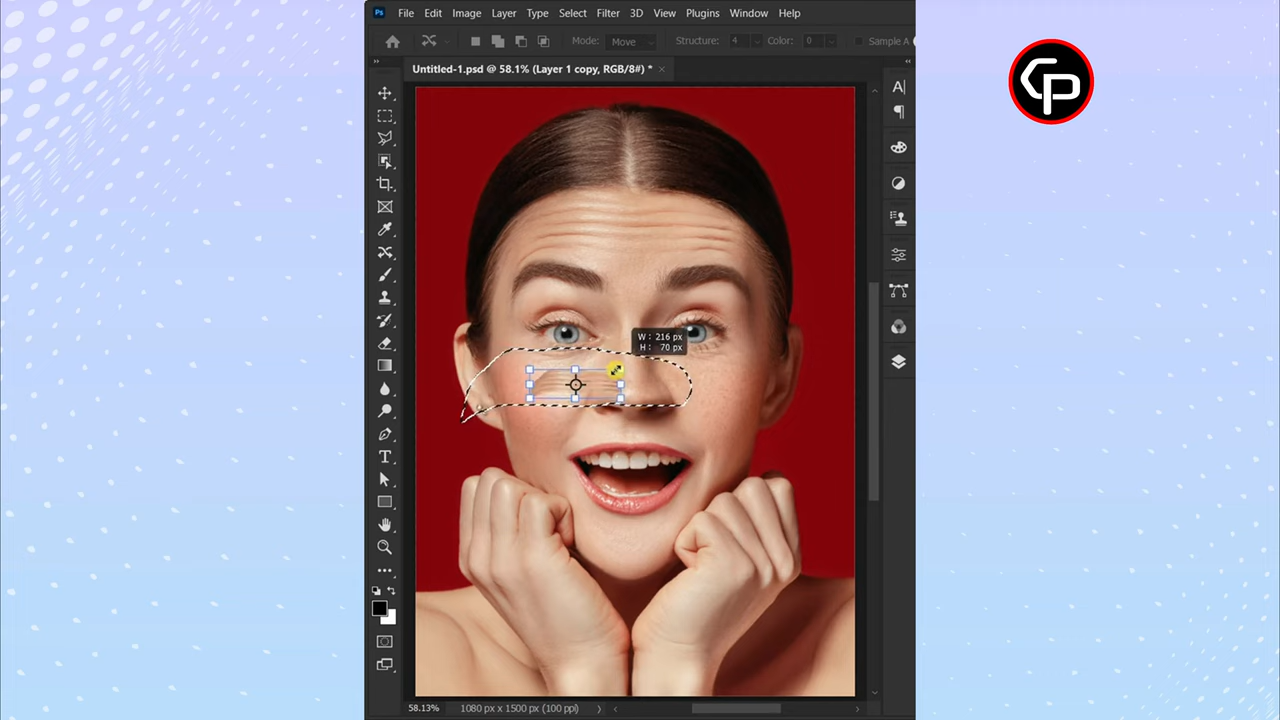 Ps File Edit Image Layer Type Select Filter 3D View Plugins Window Help
Mode: Move Structure: 4 Color: 0 Sample A
Untitled-1.psd @ 58.1% (Layer 1 copy, RGB/8#) * ×
A|
CP
W: 216 px
H: 70 px
T
58.13% 1080 px x 1500 px (100 ppi)